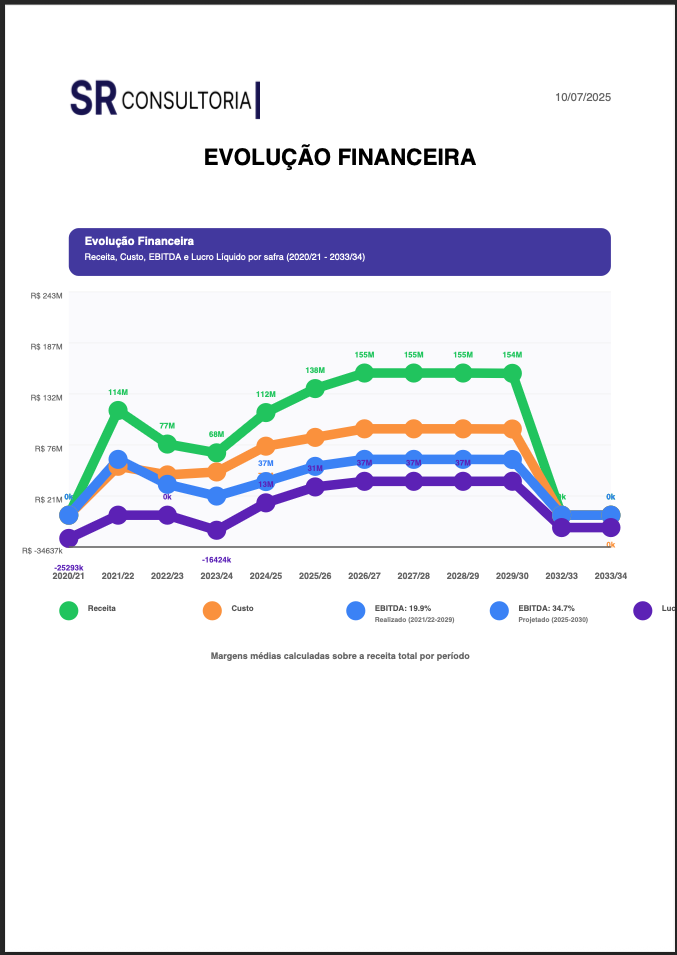 SR CONSULTORIA
10/07/2025
EVOLUÇÃO FINANCEIRA
Evolução Financeira
Receita, Custo, EBITDA e Lucro Líquido por safra (2020/21 - 2033/34)
R$ 243M
155M 155M 155M 154M
R$ 187M
138M
114M 112M
R$ 132M
77M
68M
R$ 76M
37M 31M 37M 37M 37M
13M
0k 0k 0k
R$ 21M
R$ -34637k
0k
-16424k
-25293k
2020/21 2021/22 2022/23 2023/24 2024/25 2025/26 2026/27 2027/28 2028/29 2029/30 2032/33 2033/34
Receita Custo EBITDA: 19.9% EBITDA: 34.7%
Realizado (2021/22-2029) Projetado (2025-2030)
Margens médias calculadas sobre a receita total por período